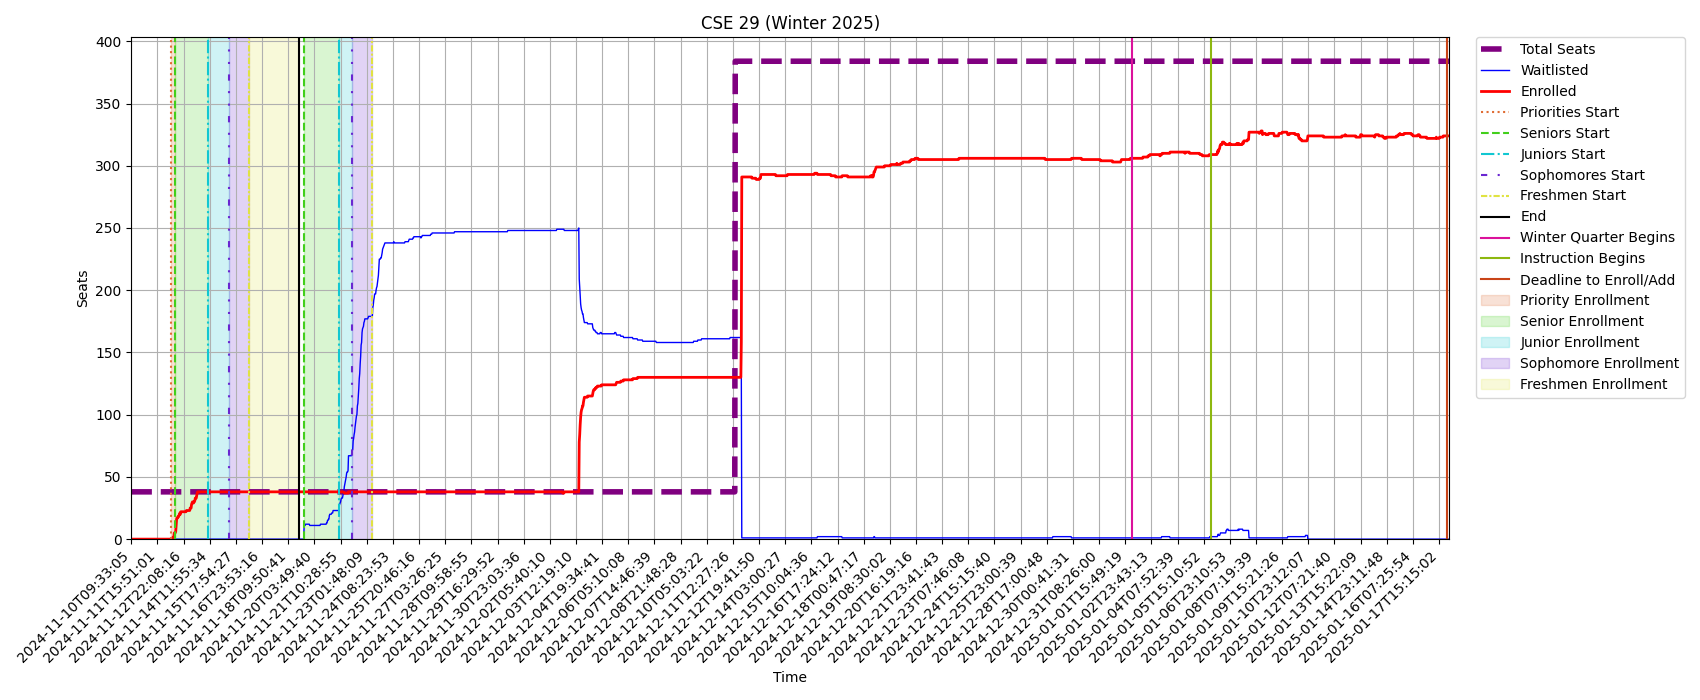 CSE 29 (Winter 2025)
400
350
300
250
200
150
100
50
0
Seats
2024-11-10T09:33:05
2024-11-11T15:51:01
2024-11-12T22:08:16
2024-11-14T11:55:34
2024-11-15T17:54:27
2024-11-16T23:53:16
2024-11-18T09:50:41
2024-11-20T03:49:40
2024-11-21T10:28:55
2024-11-23T01:48:09
2024-11-24T08:23:53
2024-11-25T20:46:16
2024-11-27T03:26:25
2024-11-28T09:58:55
2024-11-29T16:29:52
2024-11-30T23:03:36
2024-12-02T05:40:10
2024-12-03T12:19:10
2024-12-04T19:34:41
2024-12-06T05:10:08
2024-12-07T14:46:39
2024-12-08T21:48:28
2024-12-10T05:03:22
2024-12-11T12:27:26
2024-12-12T19:41:50
2024-12-14T03:00:27
2024-12-15T10:04:36
2024-12-16T17:24:12
2024-12-18T00:47:17
2024-12-19T08:30:02
2024-12-20T16:19:16
2024-12-21T23:41:43
2024-12-23T07:46:08
2024-12-24T15:15:40
2024-12-25T23:00:39
2024-12-28T17:00:48
2024-12-30T00:41:31
2024-12-31T08:26:00
2025-01-01T15:49:19
2025-01-02T23:43:13
2025-01-04T07:52:39
2025-01-05T15:10:52
2025-01-06T23:10:53
2025-01-08T07:19:39
2025-01-09T15:21:26
2025-01-10T23:12:07
2025-01-12T07:21:40
2025-01-13T15:22:09
2025-01-14T23:11:48
2025-01-16T07:25:54
2025-01-17T15:15:02
Time
Total Seats
Waitlisted
Enrolled
Priorities Start
Seniors Start
Juniors Start
Sophomores Start
Freshmen Start
End
Winter Quarter Begins
Instruction Begins
Deadline to Enroll/Add
Priority Enrollment
Senior Enrollment
Junior Enrollment
Sophomore Enrollment
Freshmen Enrollment